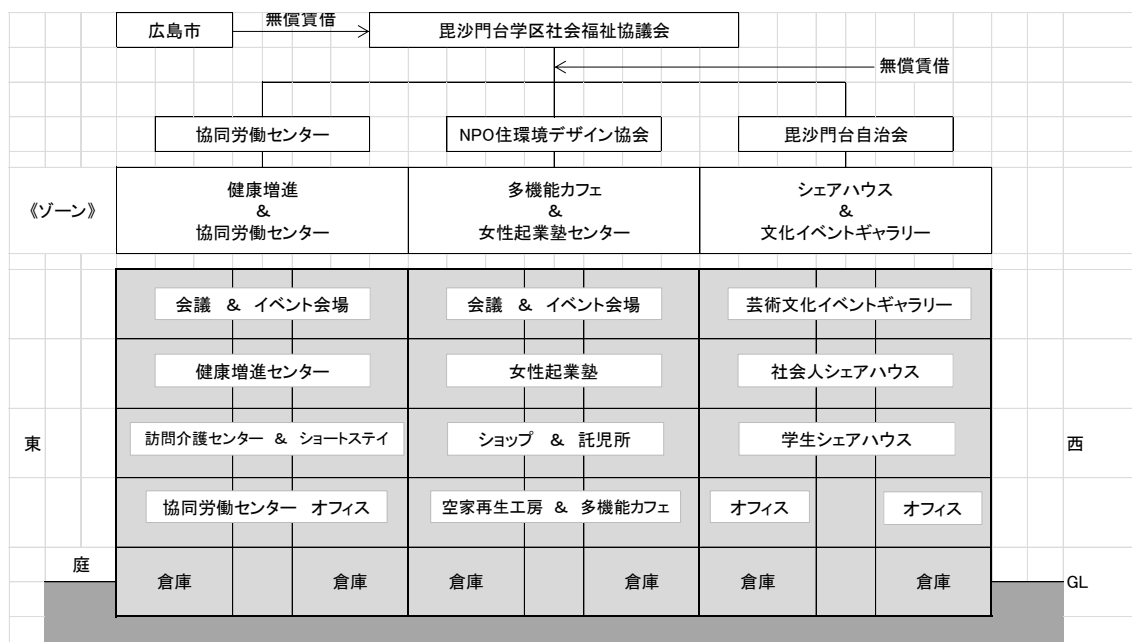 広島市
無償賃借
毘沙門台学区社会福祉協議会
無償賃借
協同労働センター
NPO住環境デザイン協会
毘沙門台自治会
《ゾーン》
健康増進
&
協同労働センター
多機能カフェ
&
女性起業塾センター
シェアハウス
&
文化イベントギャラリー
会議 & イベント会場
会議 & イベント会場
芸術文化イベントギャラリー
健康増進センター
女性起業塾
社会人シェアハウス
東
訪問介護センター & ショートステイ
ショップ & 託児所
学生シェアハウス
西
協同労働センター オフィス
空家再生工房 & 多機能カフェ
オフィス
オフィス
庭
倉庫
倉庫
倉庫
倉庫
倉庫
倉庫
GL